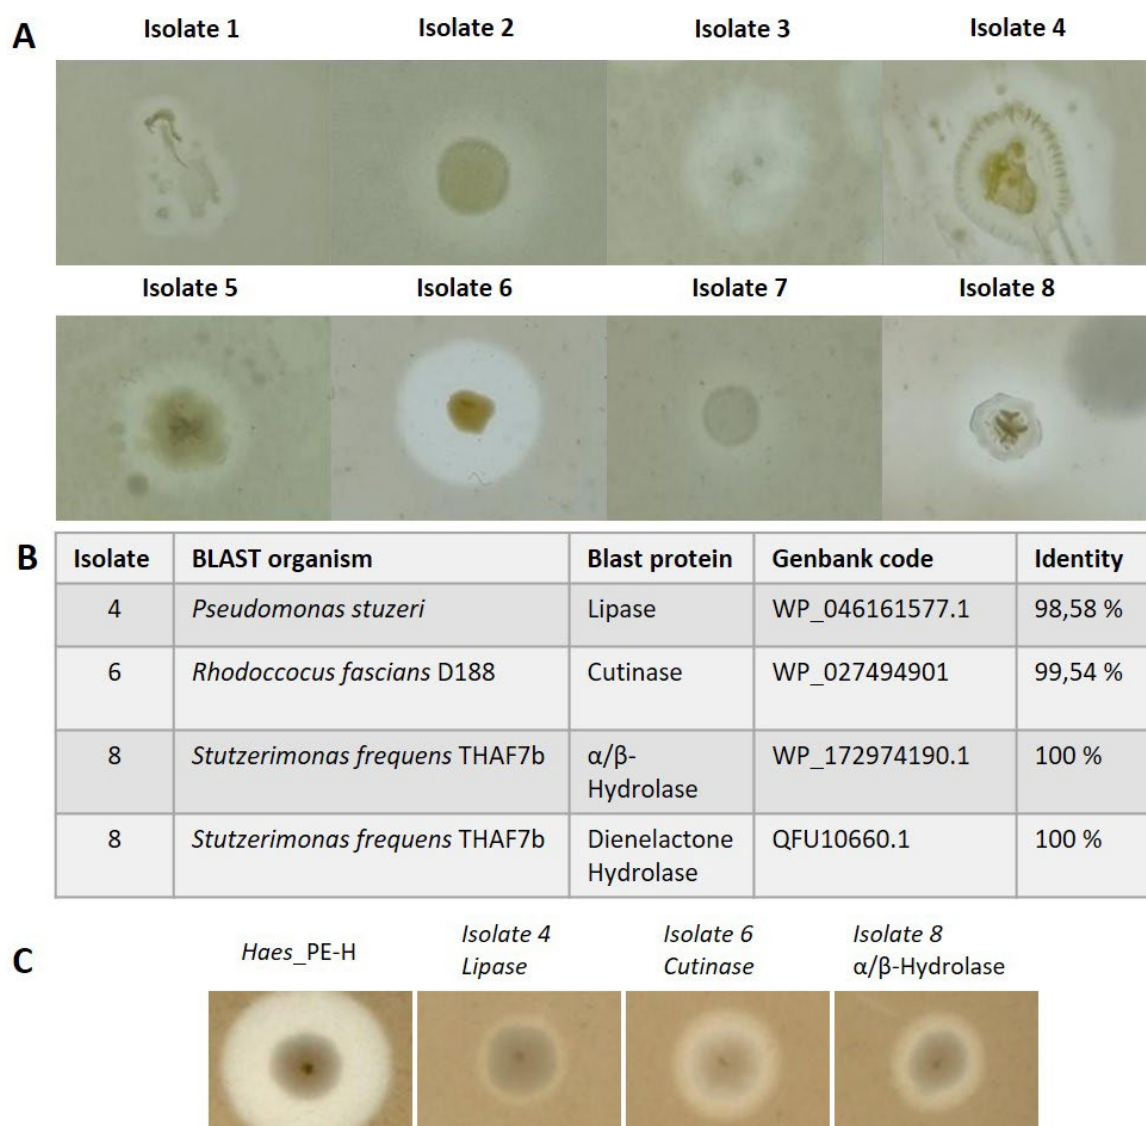 A
Isolate 1 Isolate 2 Isolate 3 Isolate 4
Isolate 5 Isolate 6 Isolate 7 Isolate 8
B
Isolate BLAST organism Blast protein Genbank code Identity
4 Pseudomonas stuzeri Lipase WP_046161577.1 98,58 %
6 Rhodoccocus fascians D188 Cutinase WP_027494901 99,54 %
8 Stutzerimonas frequens THAF7b α/β- WP_172974190.1 100 %
Hydrolase
8 Stutzerimonas frequens THAF7b Dienelactone QFU10660.1 100 %
Hydrolase
C
Haes_PE-H
Isolate 4
Lipase
Isolate 6
Cutinase
Isolate 8
α/β-Hydrolase